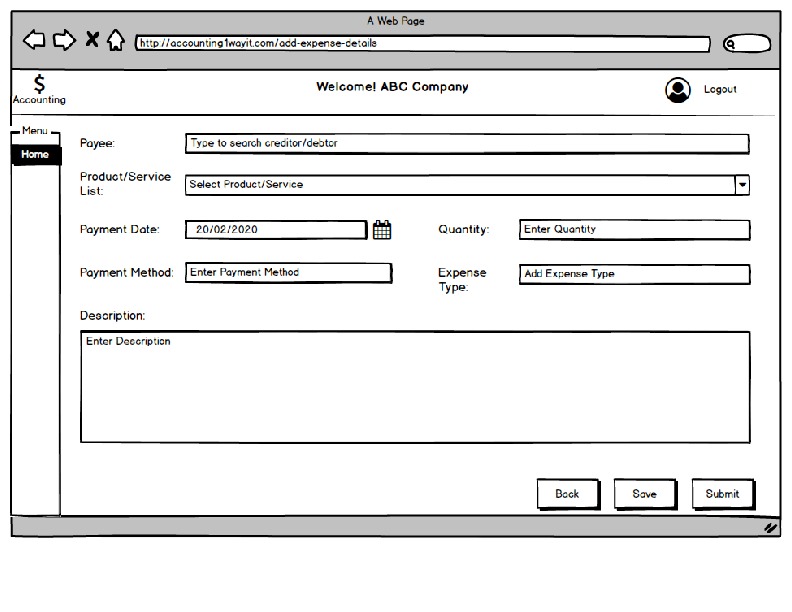 A Web Page
http://accounting1wayit.com/add-expense-details
$
Accounting
Welcome! ABC Company
Logout
Menu
Home
Payee:
Type to search creditor/debtor
Product/Service
List:
Select Product/Service
Payment Date:
20/02/2020
Quantity:
Enter Quantity
Payment Method:
Enter Payment Method
Expense
Type:
Add Expense Type
Description:
Enter Description
Back
Save
Submit